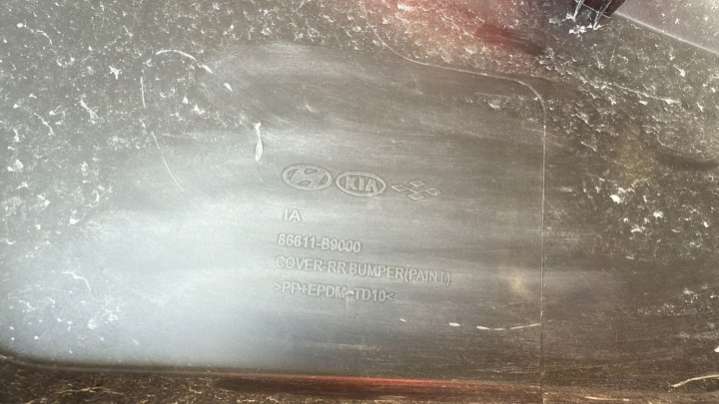 KIA
IA
86611-B9000
COVER-RR BUMPER(PAINT)
>PP+EPDM-TD10<